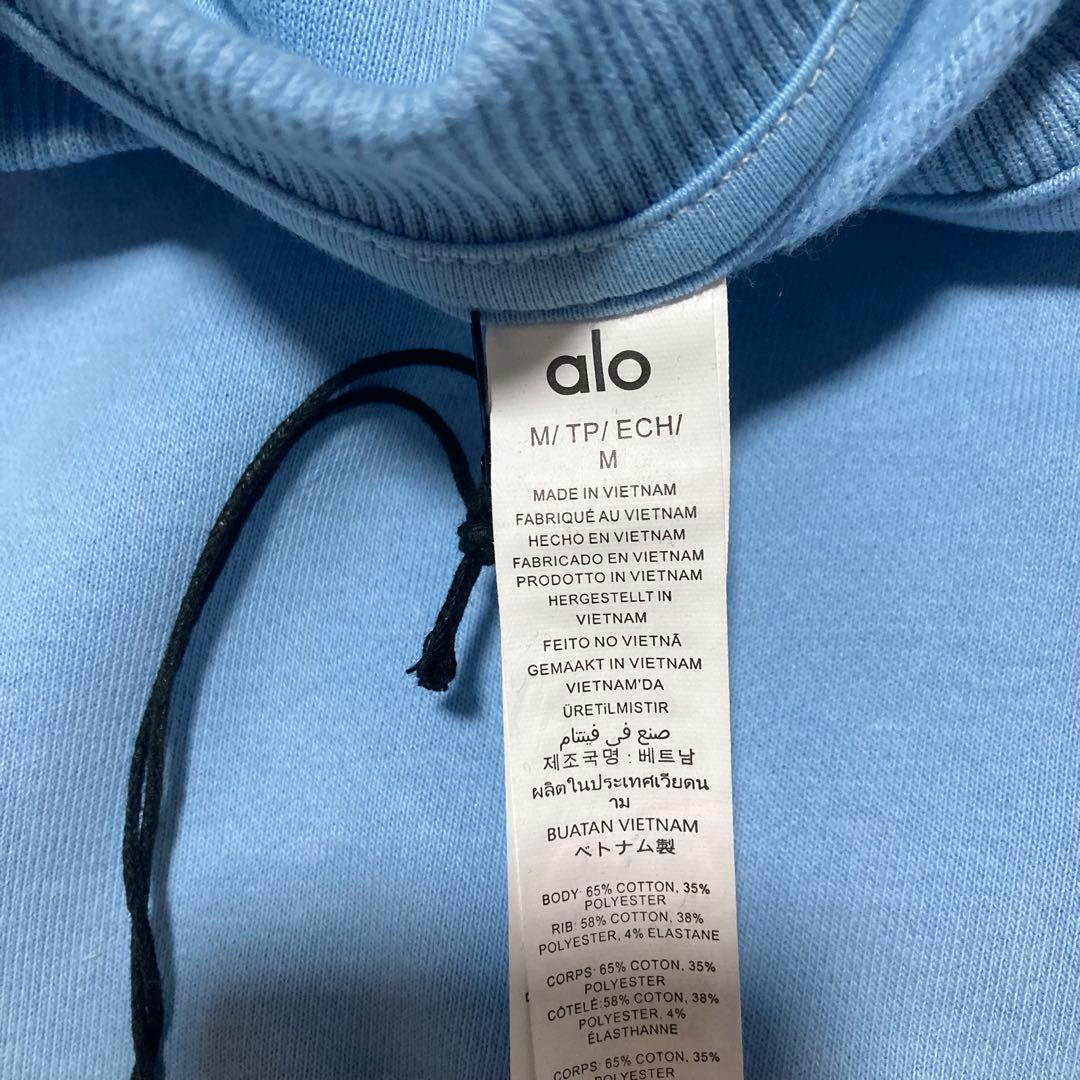 alo
M/ TP/ ECH/
M
MADE IN VIETNAM
FABRIQUÉ AU VIETNAM
HECHO EN VIETNAM
FABRICADO EN VIETNAM
PRODOTTO IN VIETNAM
HERGESTELLT IN
VIETNAM
FEITO NO VIETNÃ
GEMAAKT IN VIETNAM
VIETNAM'DA
ÜRETiLMISTIR
صنع في فيتنام
제조국명 : 베트남
ผลิตในประเทศเวียดน
าม
BUATAN VIETNAM
ベトナム製
BODY: 65% COTTON, 35%
POLYESTER
RIB: 58% COTTON, 38%
POLYESTER, 4% ELASTANE
CORPS: 65% COTON, 35%
POLYESTER
CÔTELÉ:58% COTON, 38%
POLYESTER, 4%
ÉLASTHANNE
CORPS: 65% COTON, 35%
POLYESTER